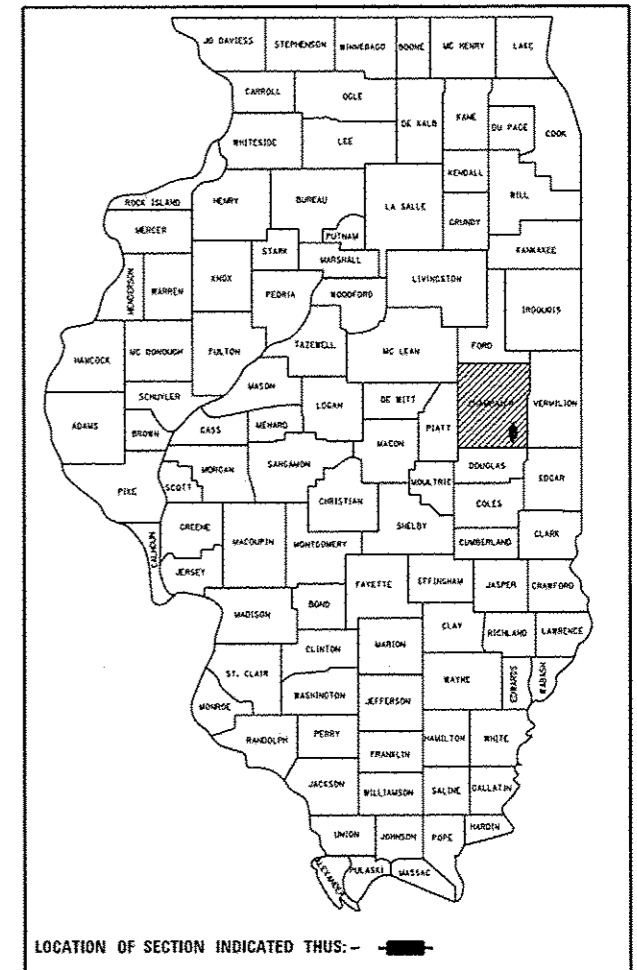 JO DAVIESS STEPHENSON WINNEBAGO BOONE MC HENRY LAKE
CARROLL OGLE DE KALB KANE DU PAGE COOK
WHITESIDE LEE
KENDALL WILL
ROCK ISLAND HENRY BUREAU LA SALLE GRUNDY
MERCER PUTNAM
STARK MARSHALL KANKAKEE
HENDERSON WARREN KNOX PEORIA WOODFORD LIVINGSTON IROQUOIS
HANCOCK MC DONOUGH FULTON TAZEWELL MC LEAN FORD
SCHUYLER MASON LOGAN DE WITT CHAMPAIGN VERMILION
ADAMS BROWN CASS MENARD MACON PIATT
PIKE SCOTT MORGAN SANGAMON MOULTRIE DOUGLAS EDGAR
CHRISTIAN COLES
CALHOUN GREENE MACOUPIN MONTGOMERY SHELBY CUMBERLAND CLARK
JERSEY
FAYETTE EFFINGHAM JASPER CRAWFORD
MADISON BOND
CLINTON MARION CLAY RICHLAND LAWRENCE
ST. CLAIR WAYNE EDWARDS WABASH
MONROE WASHINGTON JEFFERSON
RANDOLPH PERRY HAMILTON WHITE
FRANKLIN
JACKSON WILLIAMSON SALINE GALLATIN
UNION JOHNSON POPE HARDIN
ALEXANDER PULASKI MASSAC
LOCATION OF SECTION INDICATED THUS:-